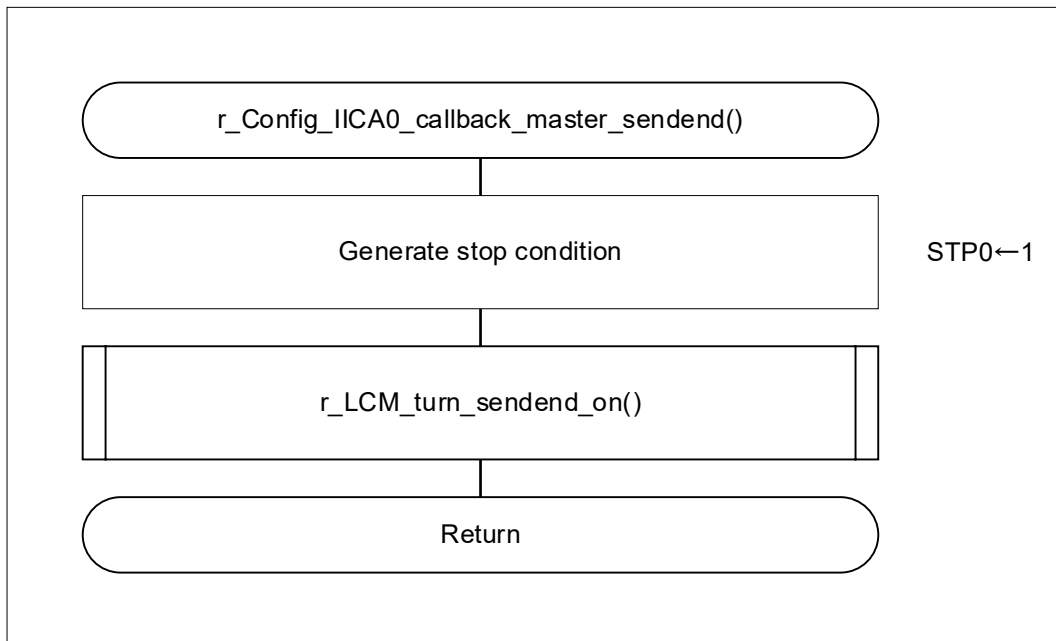 r_Config_IICA0_callback_master_sendend()
Generate stop condition
STP0←1
r_LCM_turn_sendend_on()
Return